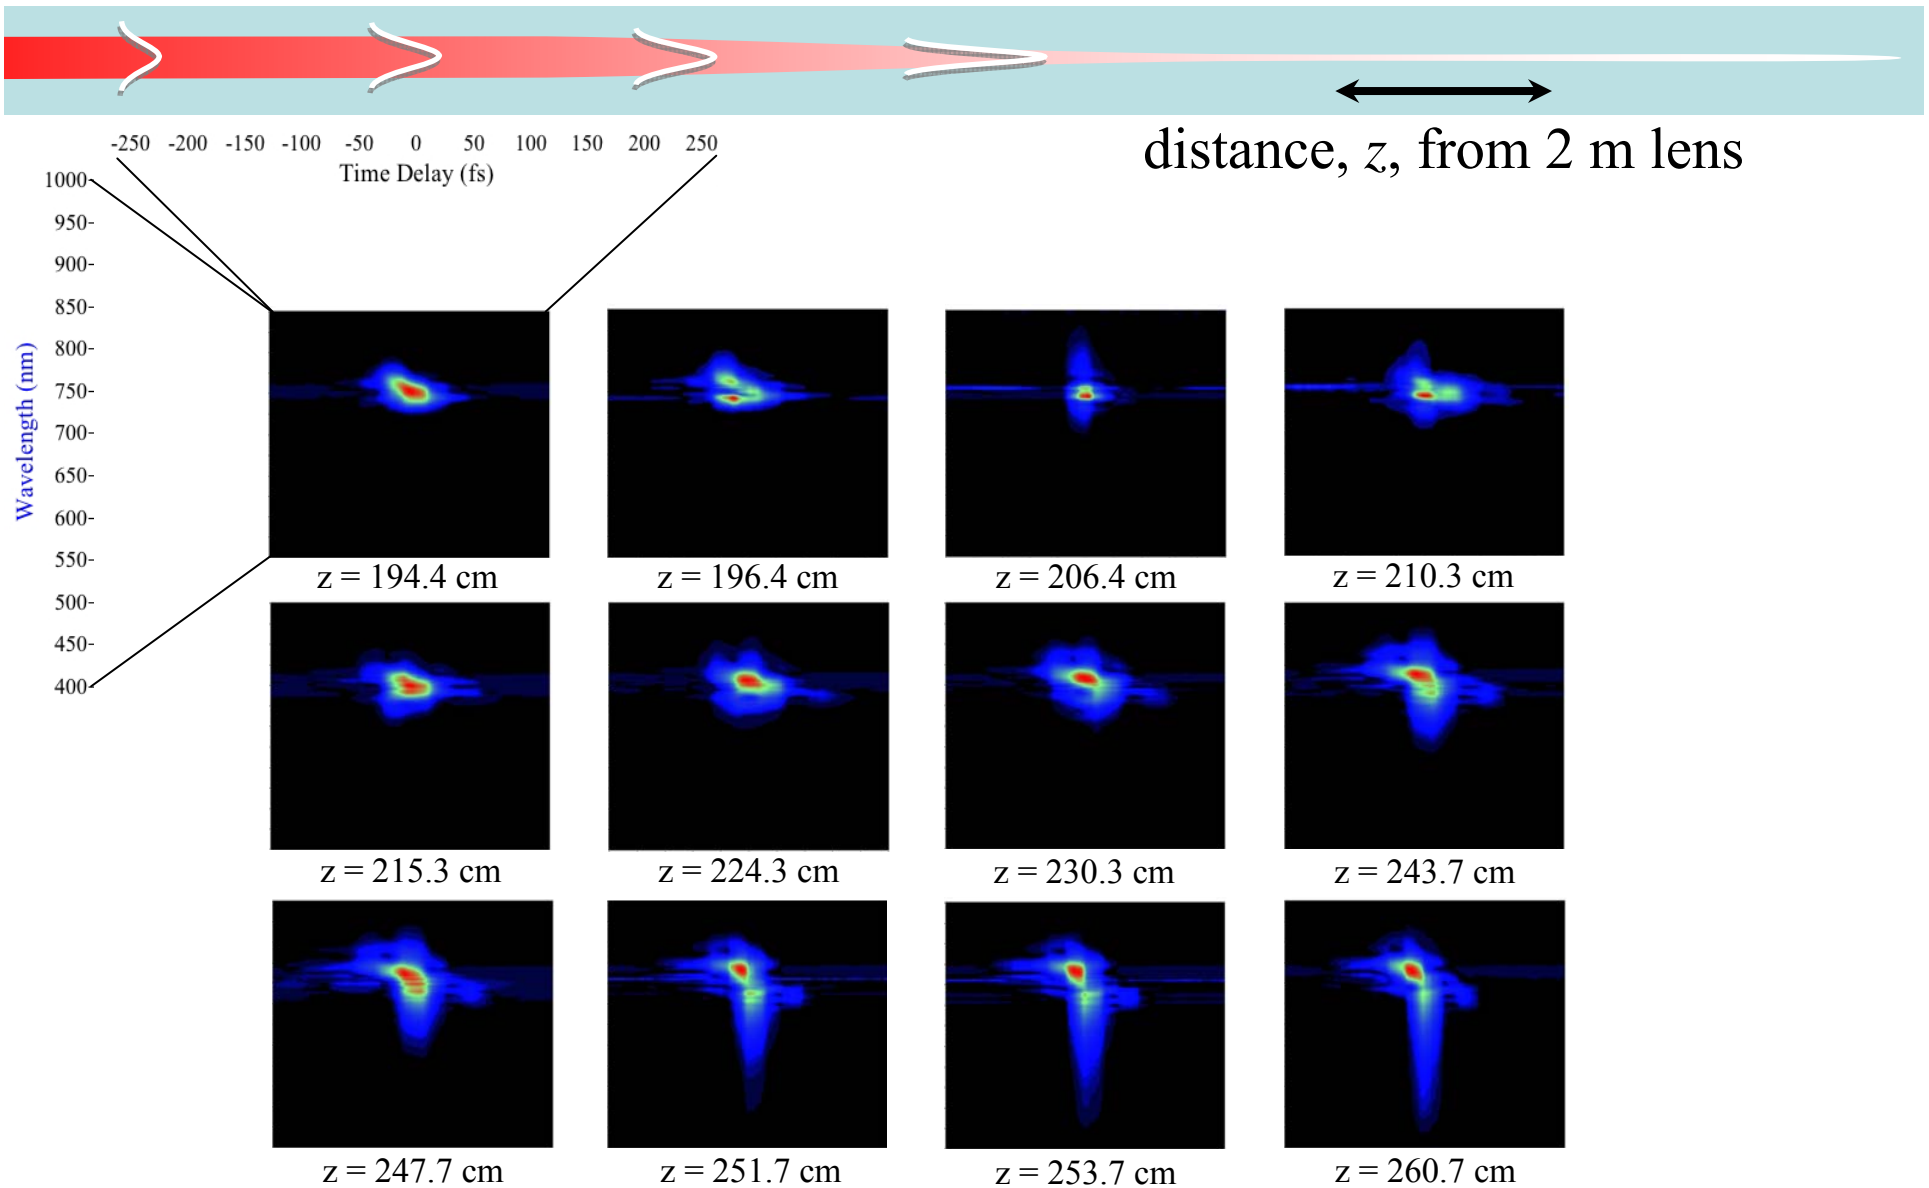 distance, z, from 2 m lens
-250 -200 -150 -100 -50 0 50 100 150 200 250
Time Delay (fs)
Wavelength (nm)
1000-
950-
900-
850-
800-
750-
700-
650-
600-
550-
500-
450-
400-
z = 194.4 cm
z = 196.4 cm
z = 206.4 cm
z = 210.3 cm
z = 215.3 cm
z = 224.3 cm
z = 230.3 cm
z = 243.7 cm
z = 247.7 cm
z = 251.7 cm
z = 253.7 cm
z = 260.7 cm